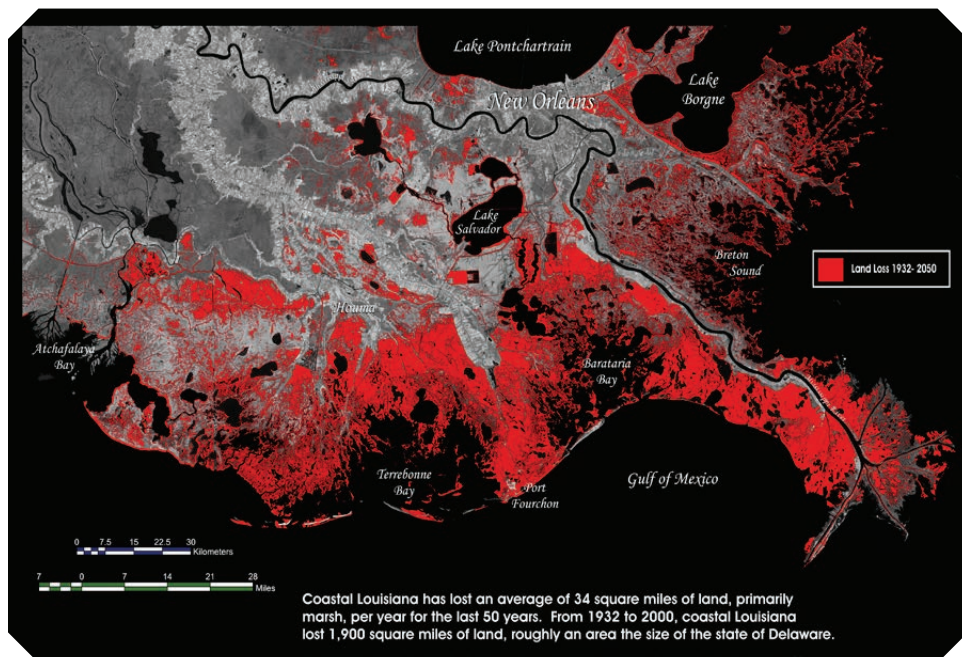 Lake Pontchartrain
Lake
Borgne
New Orleans
Lake
Salvador
Breton
Sound
Land Loss 1932- 2050
Houma
Atchafalaya
Bay
Barataria
Bay
Terrebonne
Bay
Port
Fourchon
Gulf of Mexico
0 7.5 15 22.5 30
Kilometers
7 0 7 14 21 28
Miles
Coastal Louisiana has lost an average of 34 square miles of land, primarily
marsh, per year for the last 50 years. From 1932 to 2000, coastal Louisiana
lost 1,900 square miles of land, roughly an area the size of the state of Delaware.